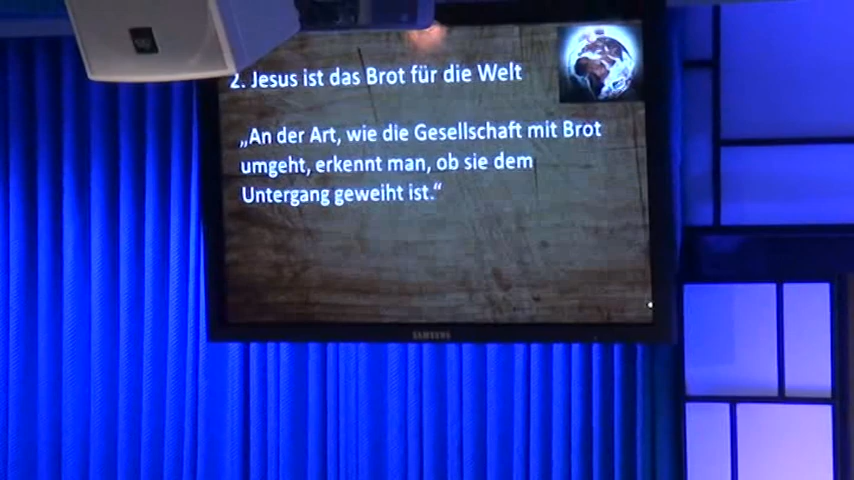 2. Jesus ist das Brot für die Welt
„An der Art, wie die Gesellschaft mit Brot
umgeht, erkennt man, ob sie dem
Untergang geweiht ist.“
SAMSUNG